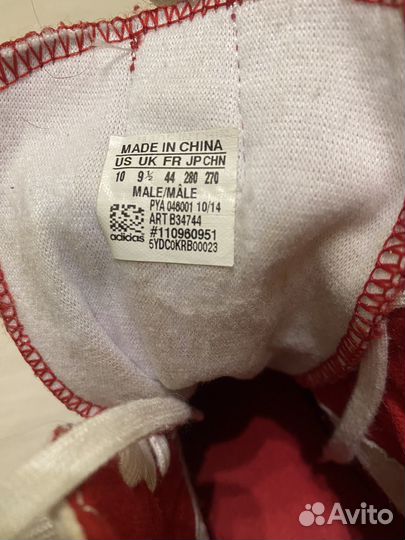 MADE IN CHINA
US UK FR JP CHN
10 9½ 44 280 270
MALE/MÂLE
PYA 046001 10/14
ART B34744
#110960951
adidas 5YDC0KRB00023
Avito